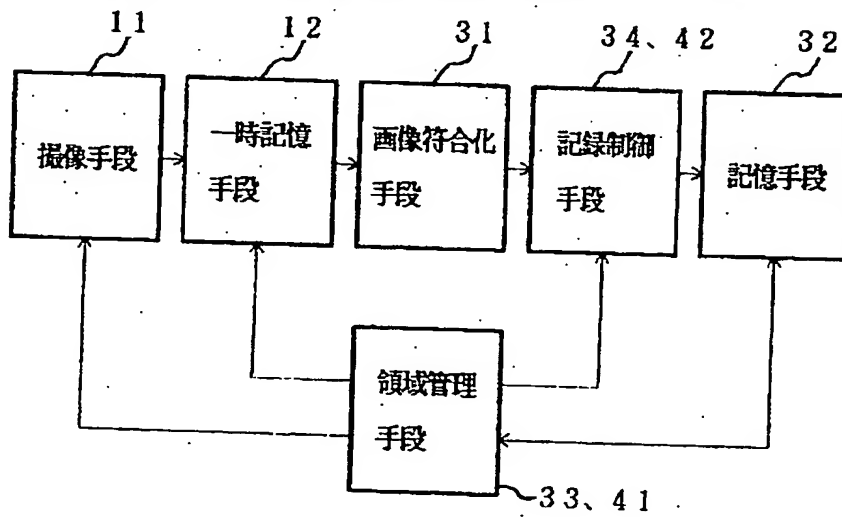 11
12
31
34、42
32
撮像手段
一時記憶
手段
画像符合化
手段
記録制御
手段
記憶手段
領域管理
手段
33、41